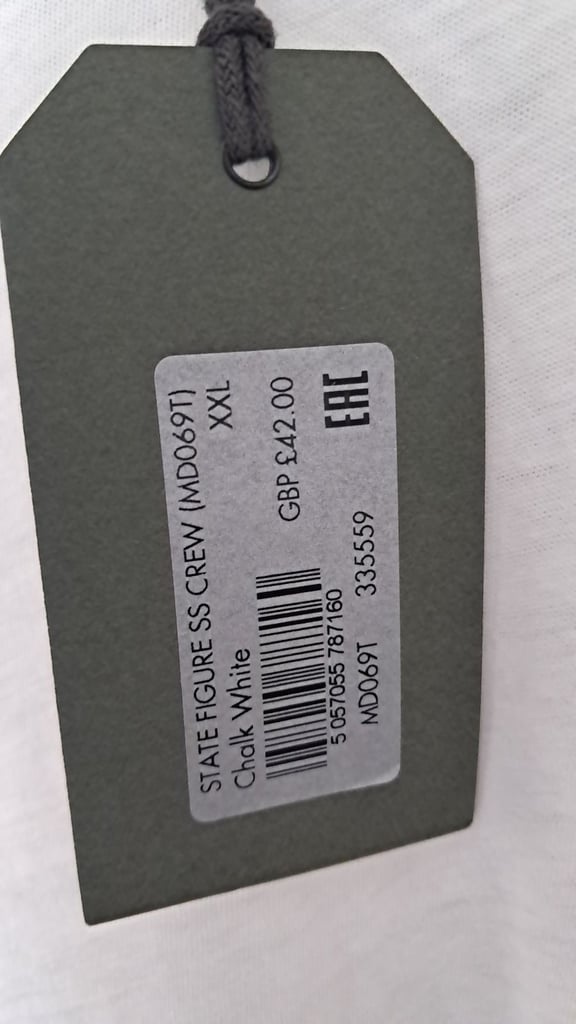 STATE FIGURE SS CREW (MD069T)
Chalk White XXL
GBP £42.00
5 057055 787160
MD069T 335559
EAC